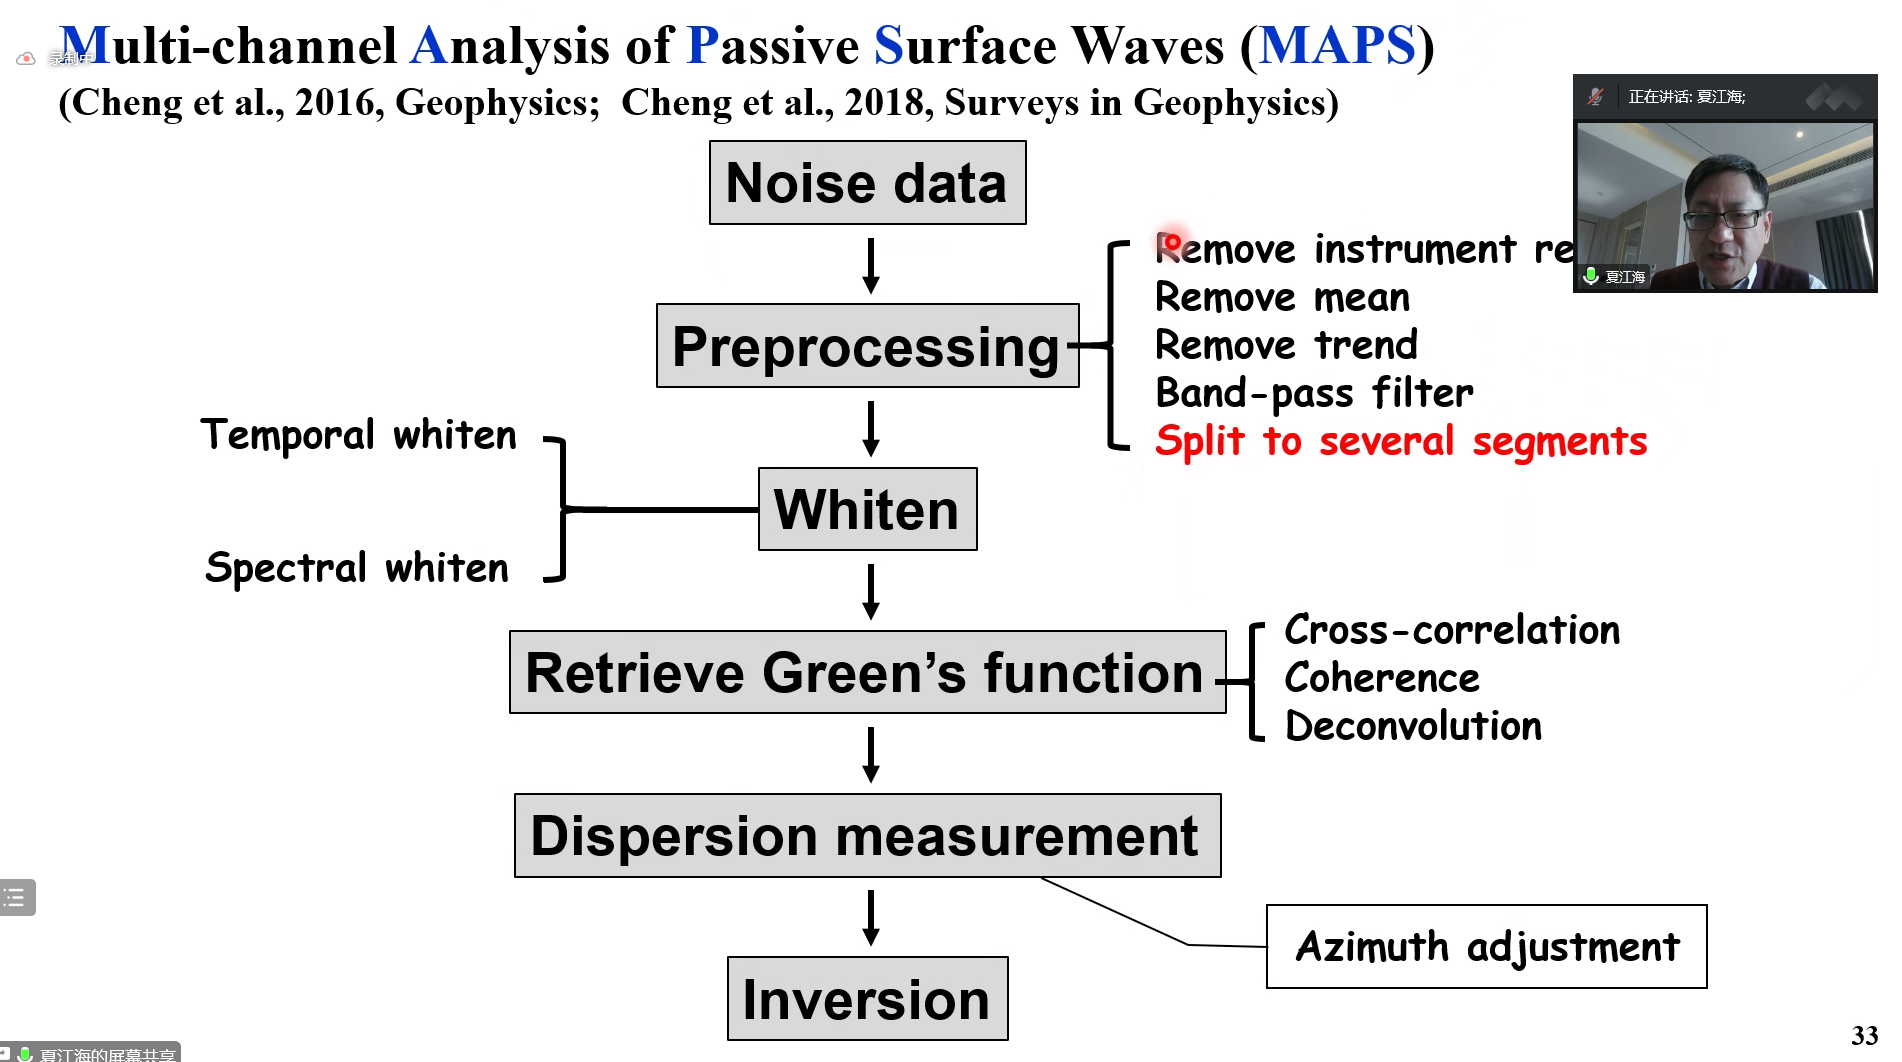 Multi-channel Analysis of Passive Surface Waves (MAPS)
录制中
(Cheng et al., 2016, Geophysics; Cheng et al., 2018, Surveys in Geophysics)
正在讲话: 夏江海;
夏江海
Noise data
Preprocessing
Remove instrument re
Remove mean
Remove trend
Band-pass filter
Split to several segments
Temporal whiten
Spectral whiten
Whiten
Retrieve Green’s function
Cross-correlation
Coherence
Deconvolution
Dispersion measurement
Azimuth adjustment
Inversion
33
夏江海的屏幕共享